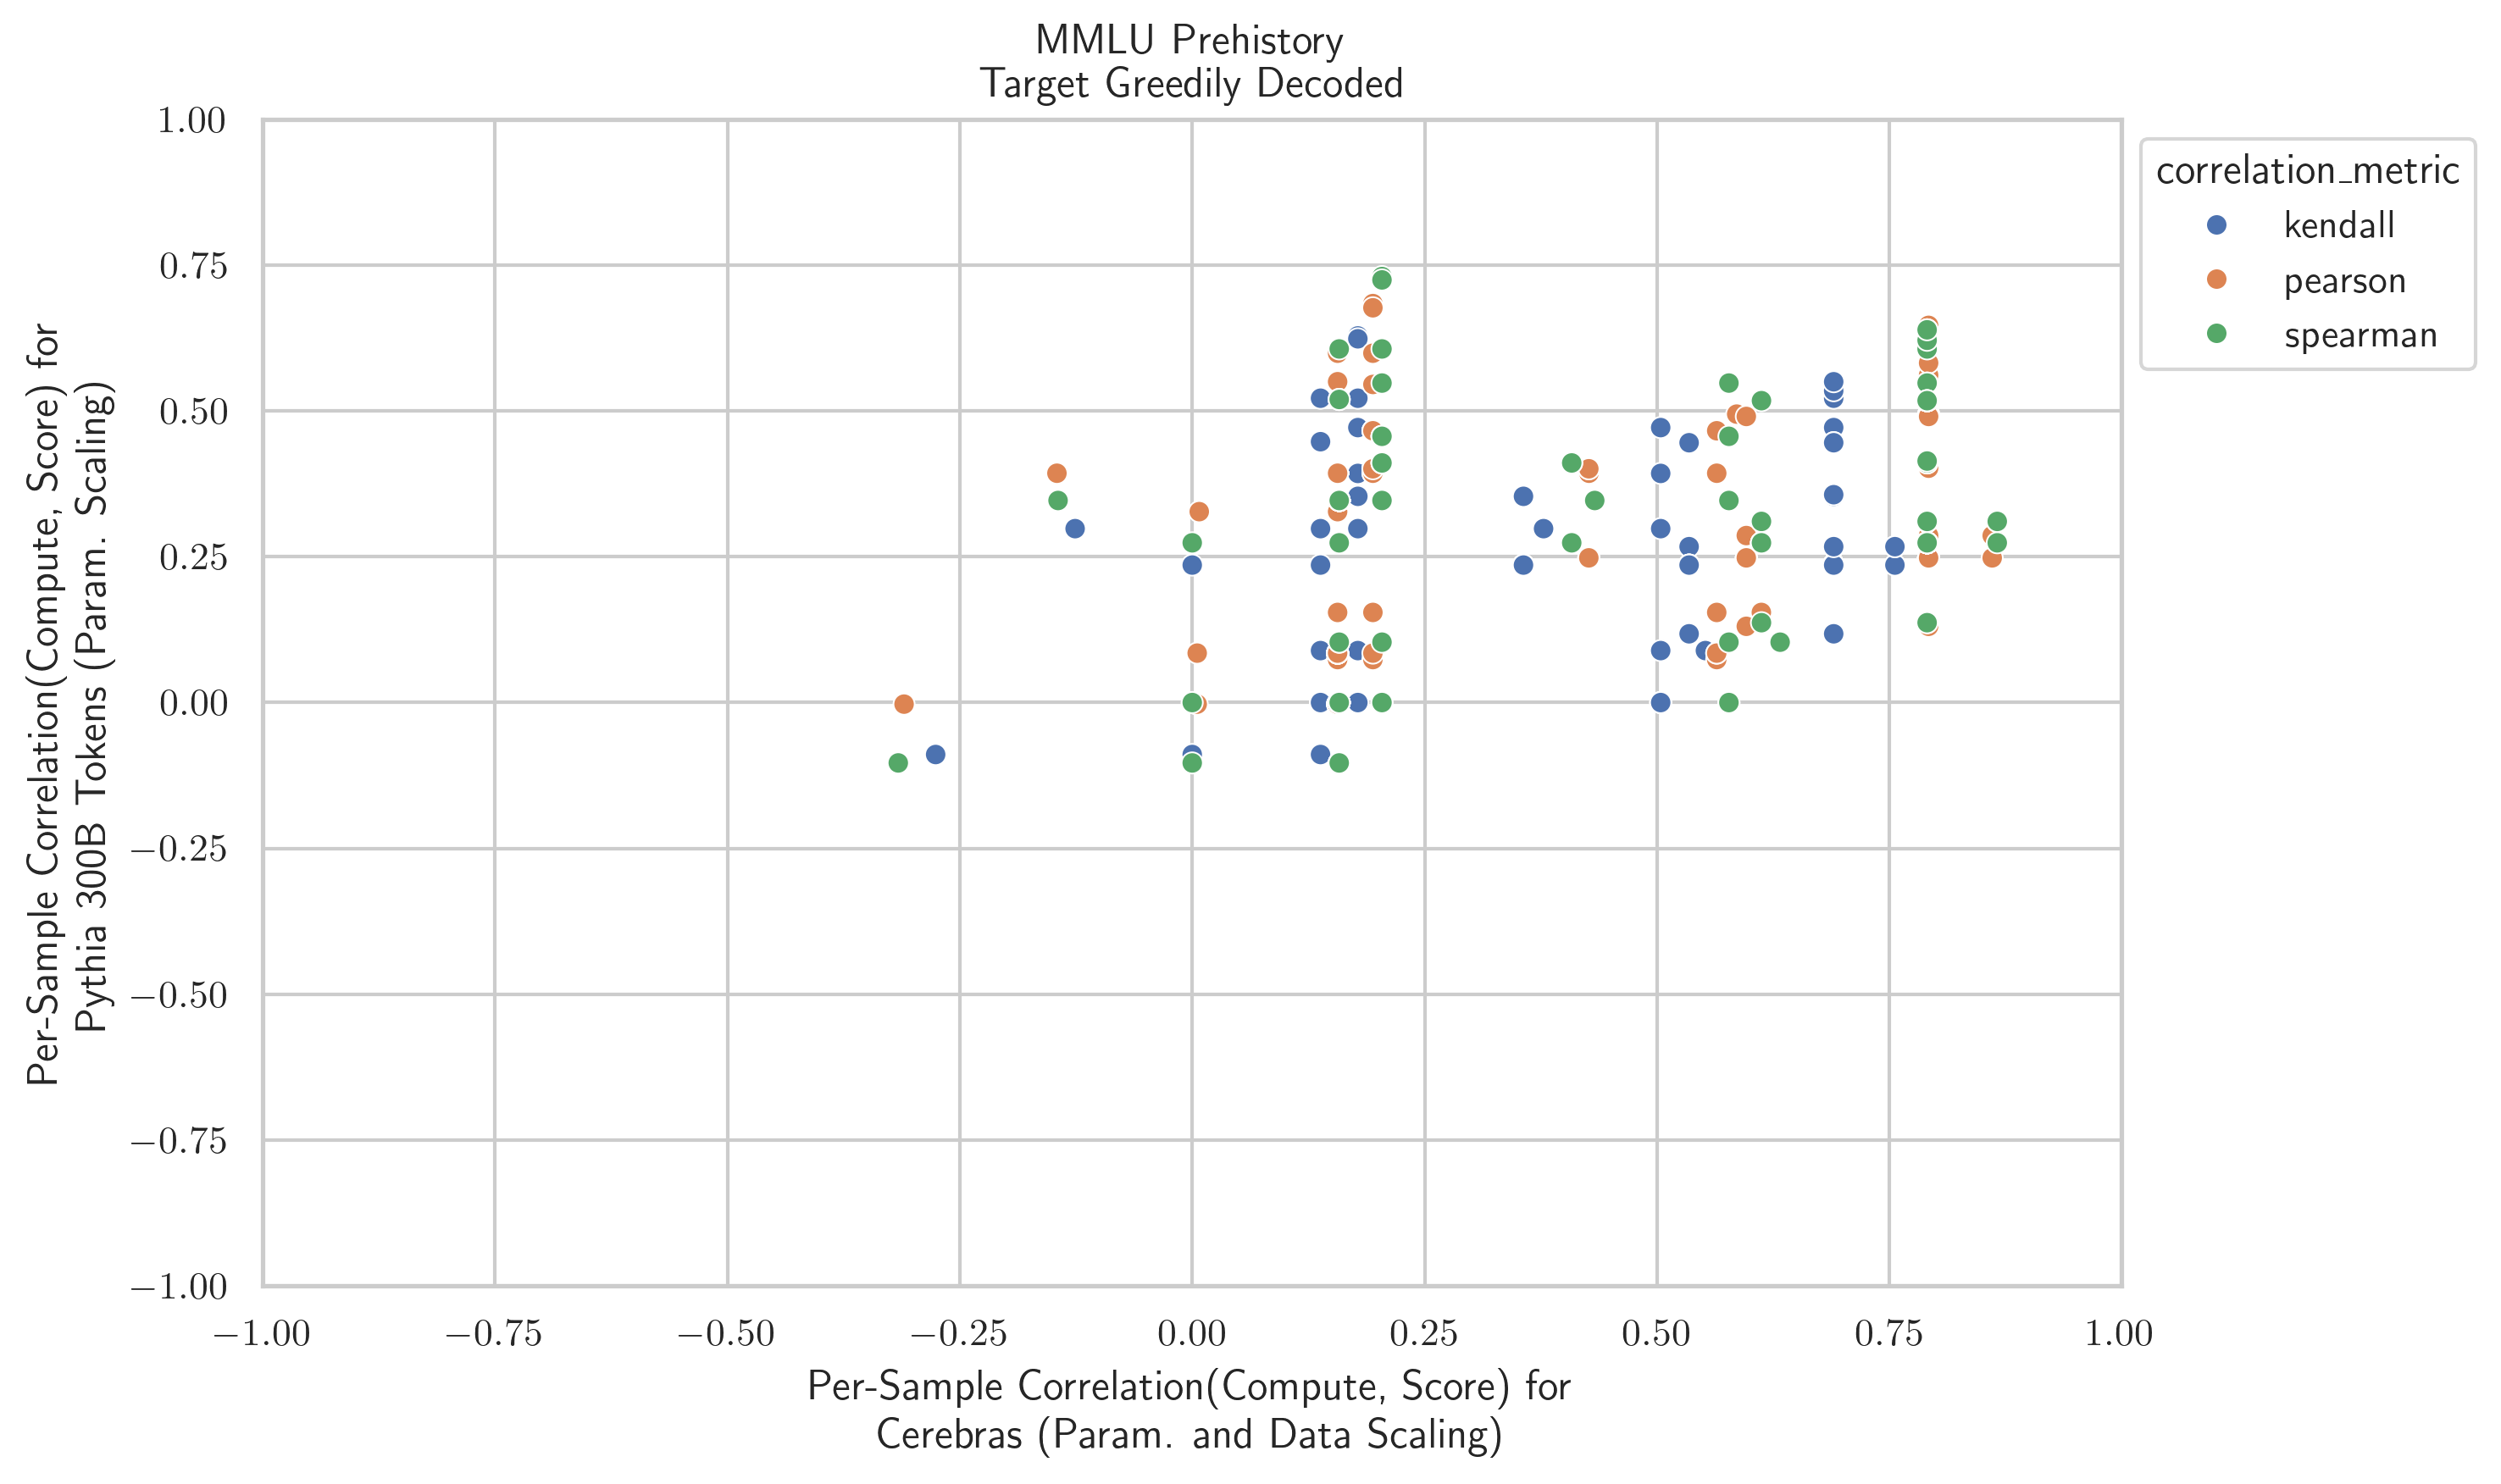 MMLU Prehistory
Target Greedily Decoded
Per-Sample Correlation(Compute, Score) for
Pythia 300B Tokens (Param. Scaling)
1.00
0.75
0.50
0.25
0.00
−0.25
−0.50
−0.75
−1.00
−1.00 −0.75 −0.50 −0.25 0.00 0.25 0.50 0.75 1.00
Per-Sample Correlation(Compute, Score) for
Cerebras (Param. and Data Scaling)
correlation_metric
kendall
pearson
spearman